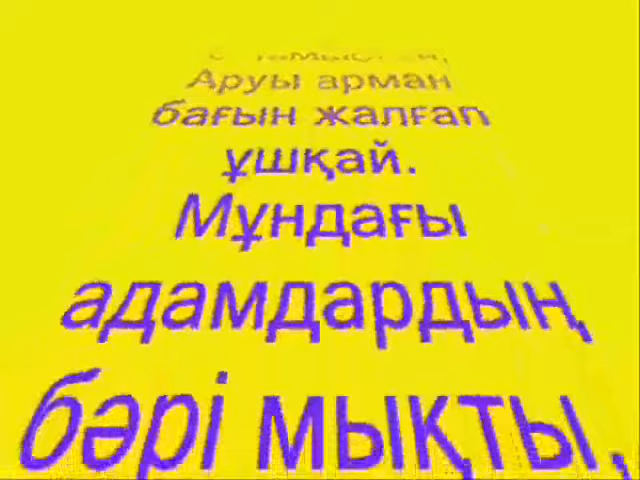 Аруы арман
бағын жалғап
ұшқай.
Мұндағы
адамдардың
бәрі мықты,